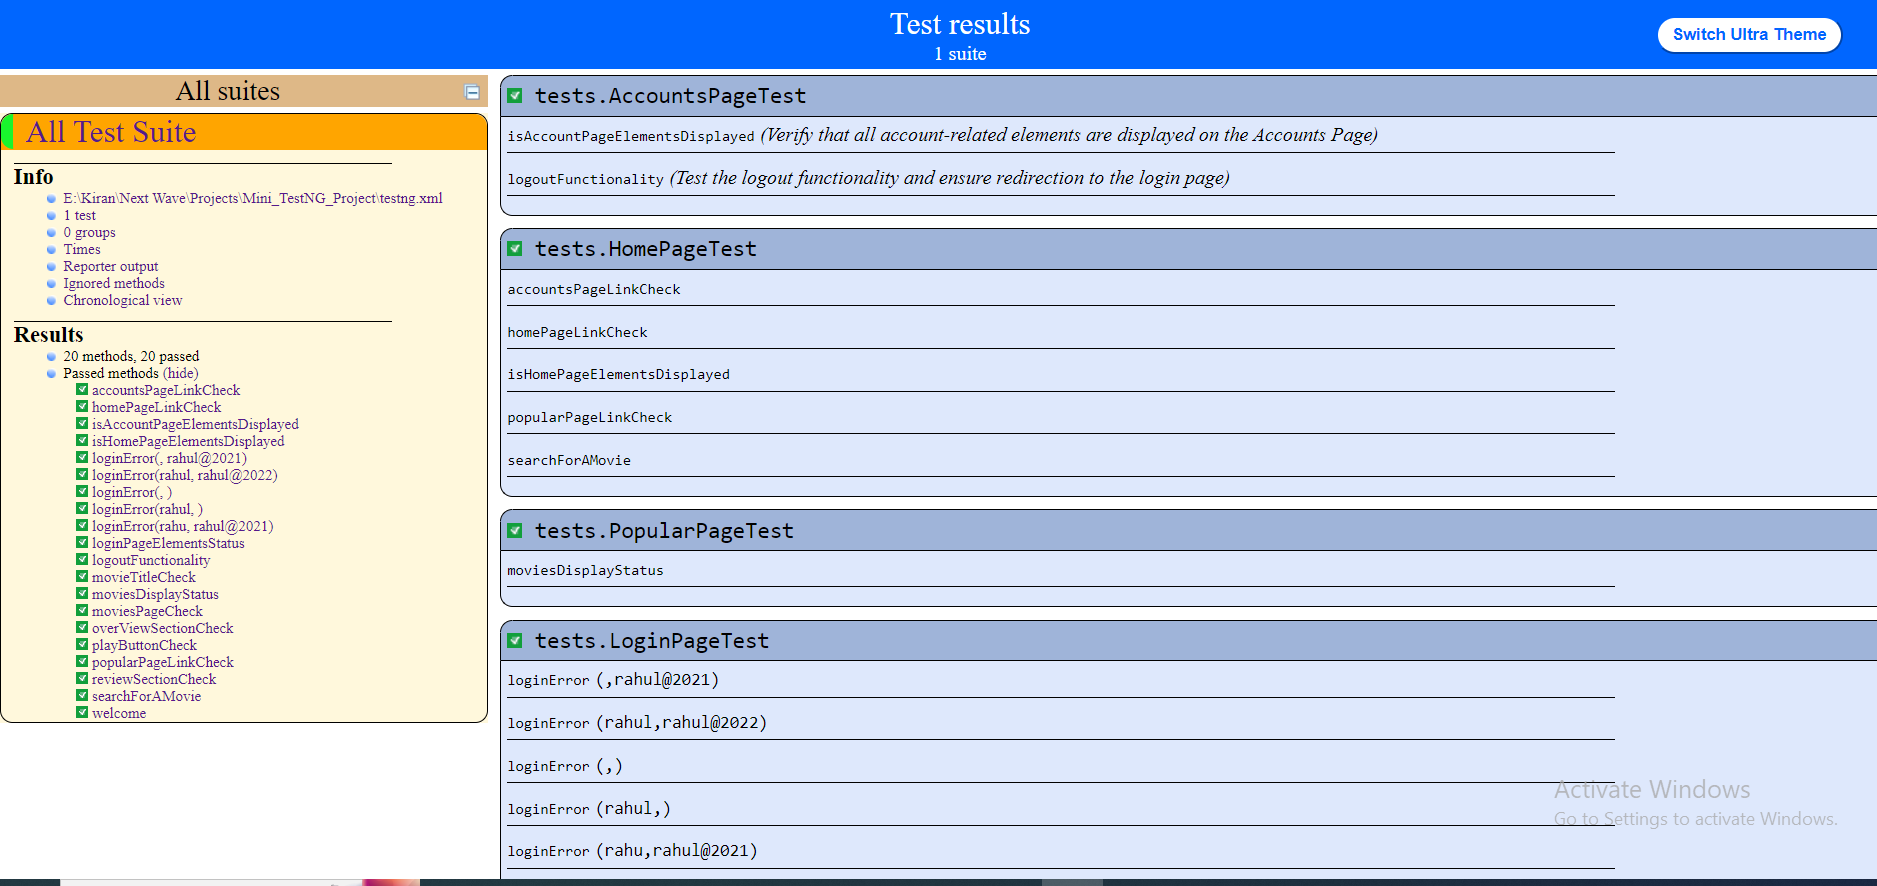 Test results
1 suite
Switch Ultra Theme
All suites
All Test Suite
Info
E:\Kiran\Next Wave\Projects\Mini_TestNG_Project\testng.xml
1 test
0 groups
Times
Reporter output
Ignored methods
Chronological view
Results
20 methods, 20 passed
Passed methods (hide)
accountsPageLinkCheck
homePageLinkCheck
isAccountPageElementsDisplayed
isHomePageElementsDisplayed
loginError(, rahul@2021)
loginError(rahul, rahul@2022)
loginError(, )
loginError(rahul, )
loginError(rahu, rahul@2021)
loginPageElementsStatus
logoutFunctionality
movieTitleCheck
moviesDisplayStatus
moviesPageCheck
overViewSectionCheck
playButtonCheck
popularPageLinkCheck
reviewSectionCheck
searchForAMovie
welcome
tests.AccountsPageTest
isAccountPageElementsDisplayed (Verify that all account-related elements are displayed on the Accounts Page)
logoutFunctionality (Test the logout functionality and ensure redirection to the login page)
tests.HomePageTest
accountsPageLinkCheck
homePageLinkCheck
isHomePageElementsDisplayed
popularPageLinkCheck
searchForAMovie
tests.PopularPageTest
moviesDisplayStatus
tests.LoginPageTest
loginError (,rahul@2021)
loginError (rahul,rahul@2022)
loginError (,)
loginError (rahul,)
loginError (rahu,rahul@2021)
Activate Windows
Go to Settings to activate Windows.